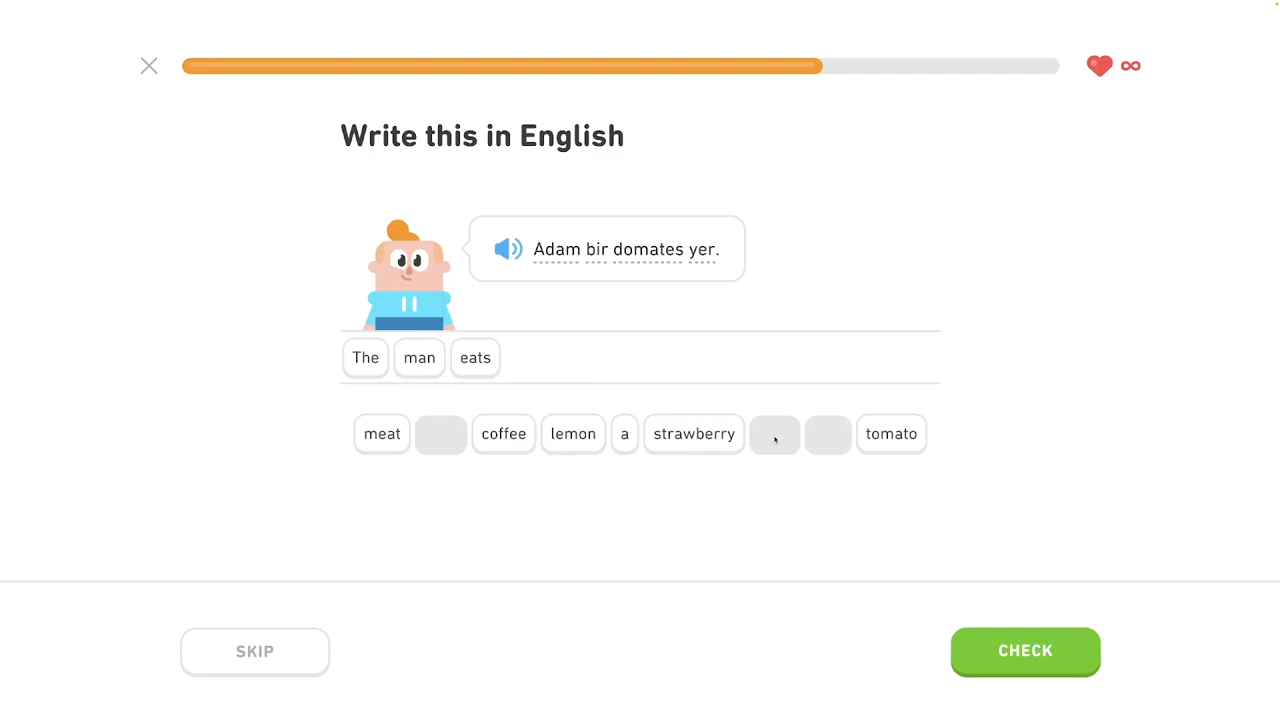 ∞
Write this in English
Adam bir domates yer.
The man eats
meat coffee lemon a strawberry tomato
SKIP CHECK